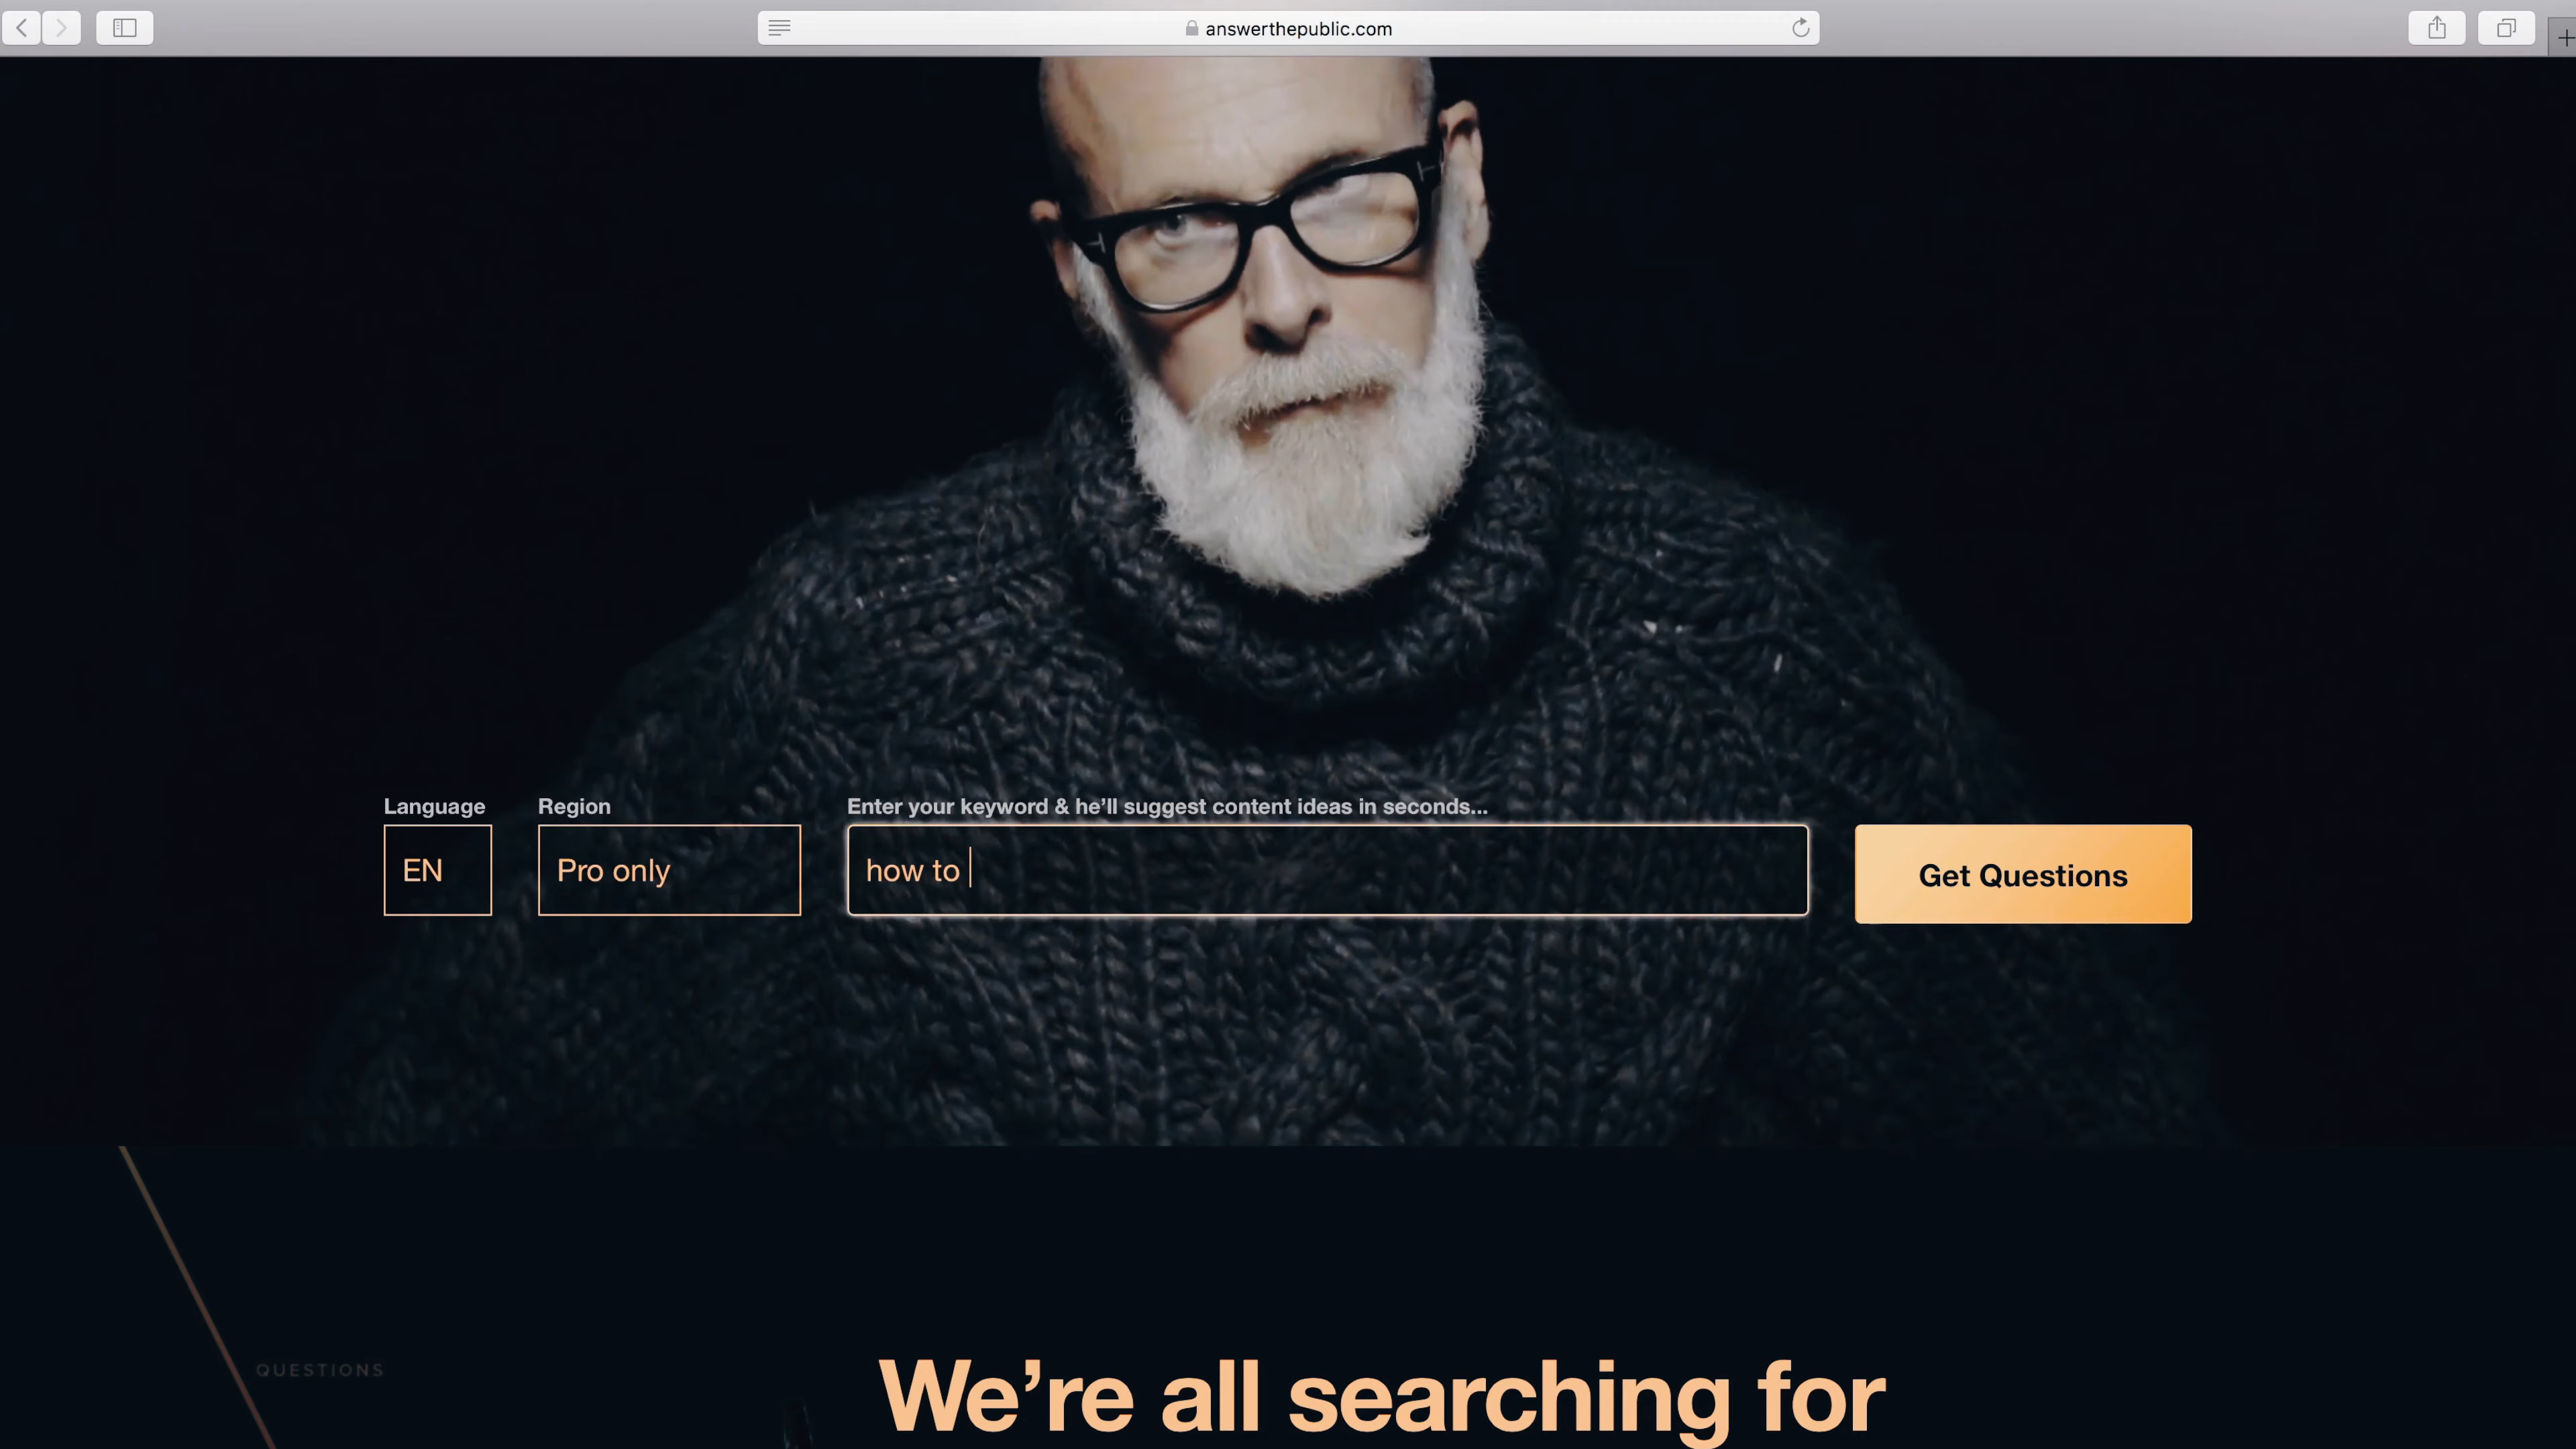 answerthepublic.com
Language
Region
Enter your keyword & he’ll suggest content ideas in seconds...
EN
Pro only
how to
Get Questions
QUESTIONS
We’re all searching for